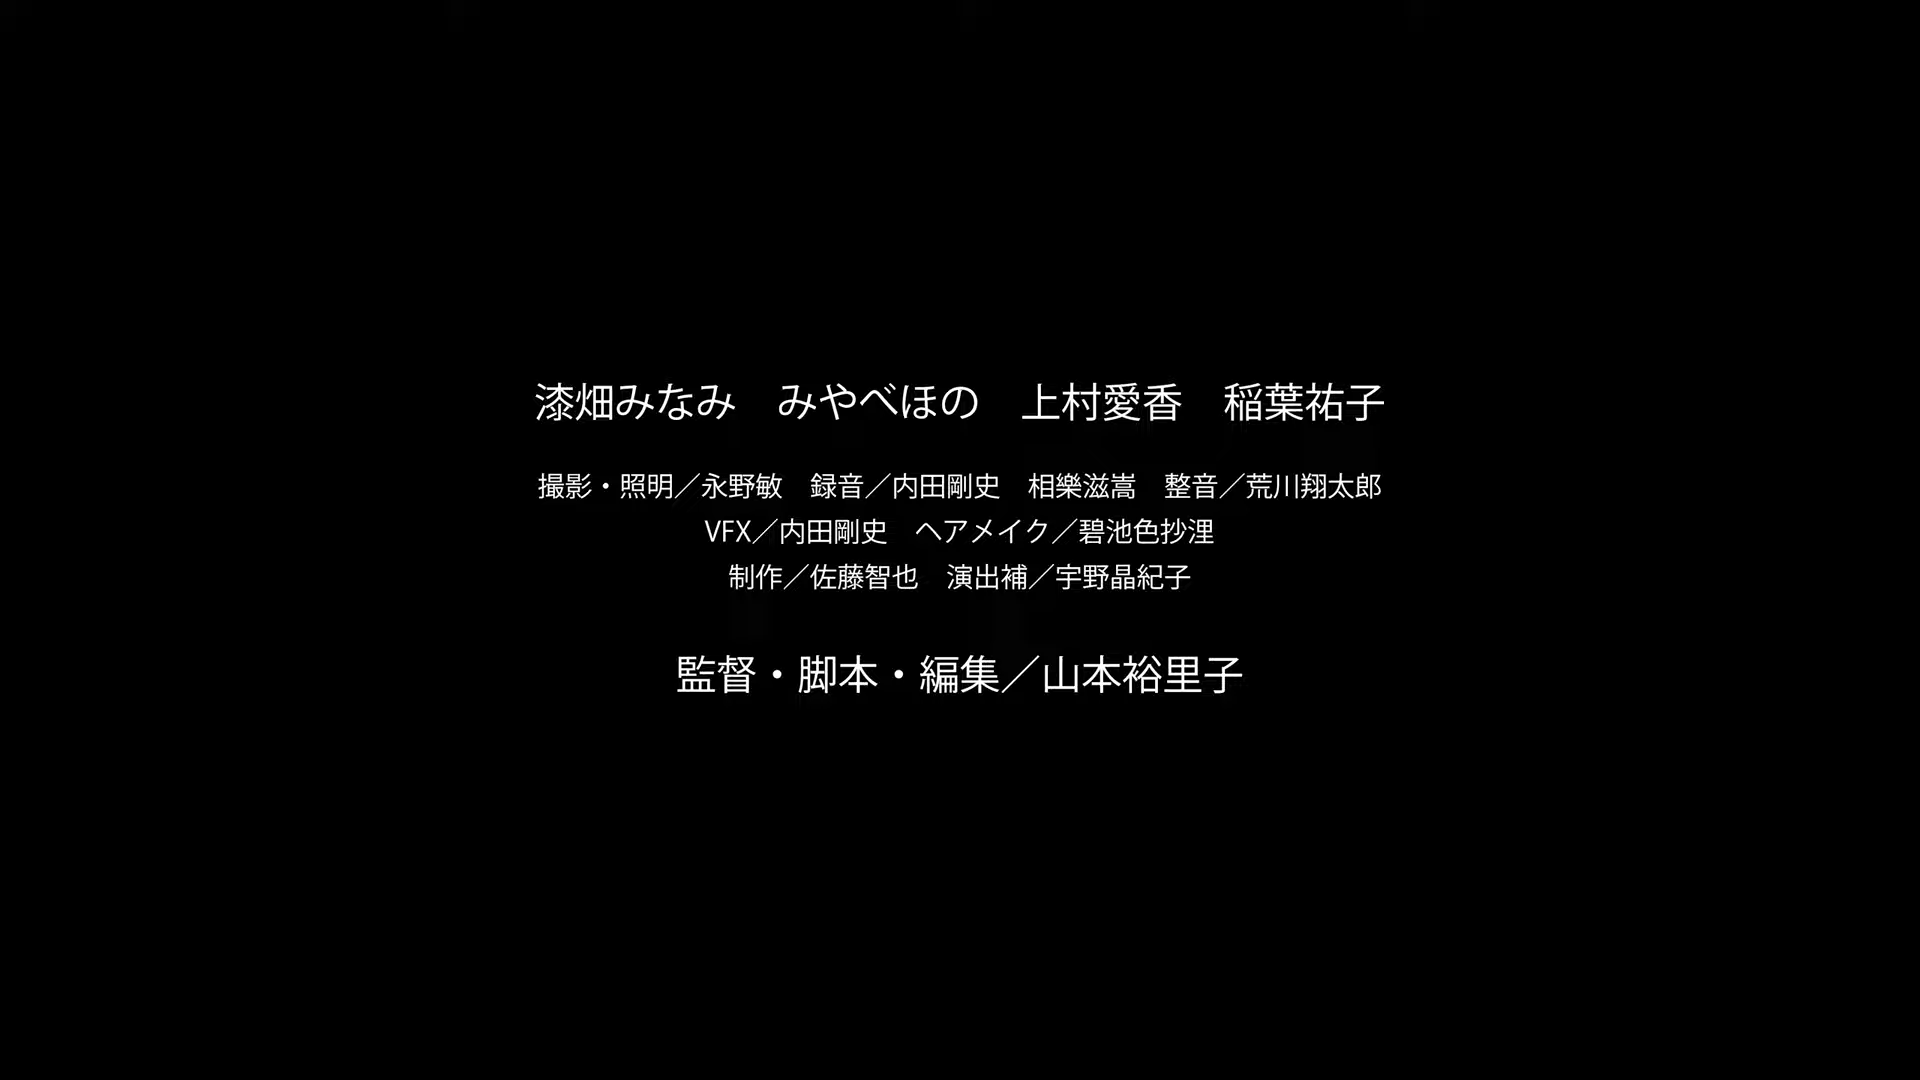 漆畑みなみ　みやべほの　上村愛香　稲葉祐子
撮影・照明／永野敏　録音／内田剛史　相樂滋嵩　整音／荒川翔太郎
VFX／内田剛史　ヘアメイク／碧池色抄浬
制作／佐藤智也　演出補／宇野晶紀子
監督・脚本・編集／山本裕里子